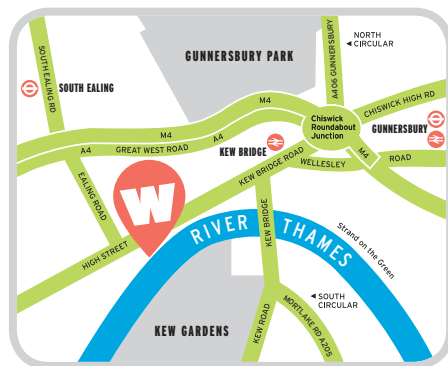 NORTH
CIRCULAR
GUNNERSBURY PARK
A406 GUNNERSBURY
SOUTH EALING RD
SOUTH EALING
M4
CHISWICK HIGH RD
Chiswick
Roundabout
Junction
GUNNERSBURY
M4
A4
A4
GREAT WEST ROAD
KEW BRIDGE
M4
ROAD
WELLESLEY
KEW BRIDGE ROAD
EALING ROAD
W
KEW BRIDGE
RIVER THAMES
Strand on the Green
HIGH STREET
SOUTH
CIRCULAR
KEW GARDENS
KEW ROAD
MORTLAKE RD A205